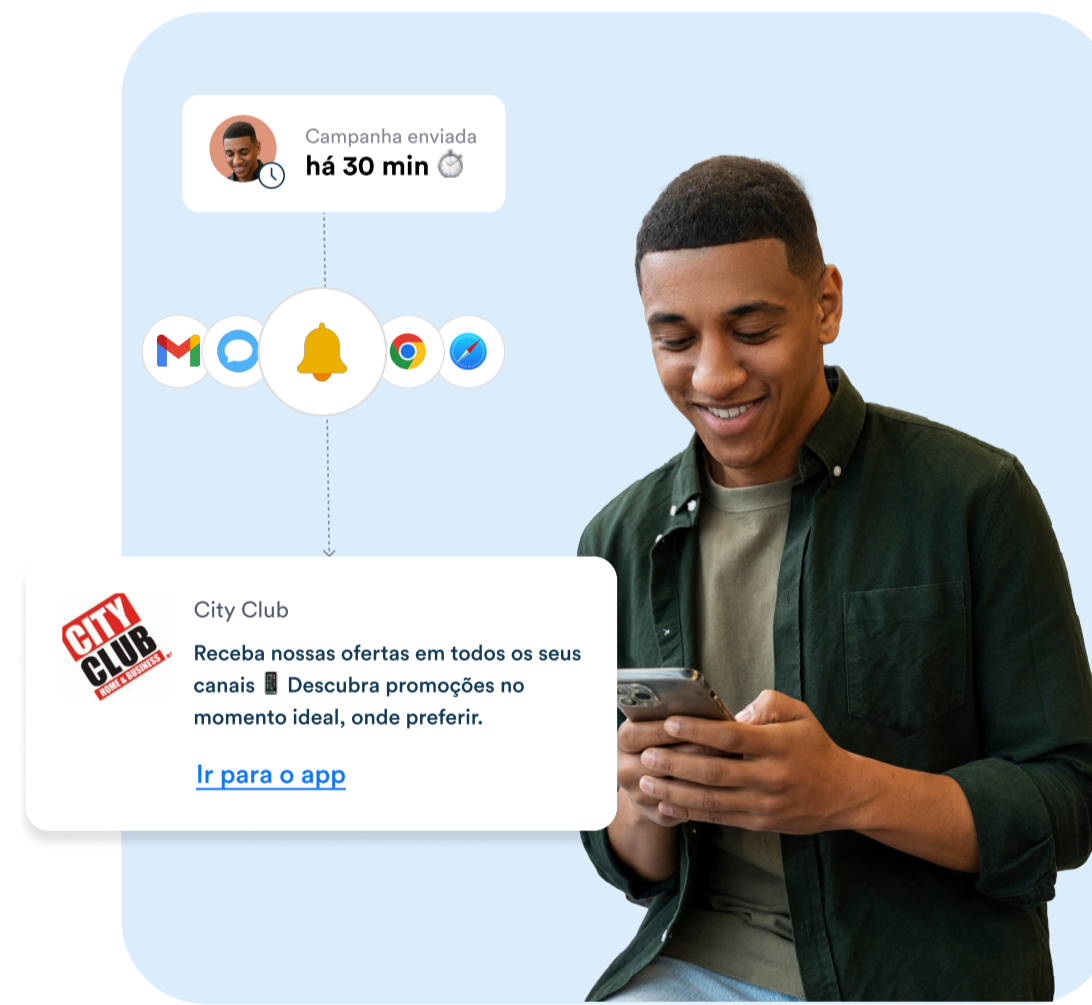 Campanha enviada
há 30 min
City Club
Receba nossas ofertas em todos os seus
canais 📱 Descubra promoções no
momento ideal, onde preferir.
Ir para o app
CITY
CLUB
HOME & BUSINESS